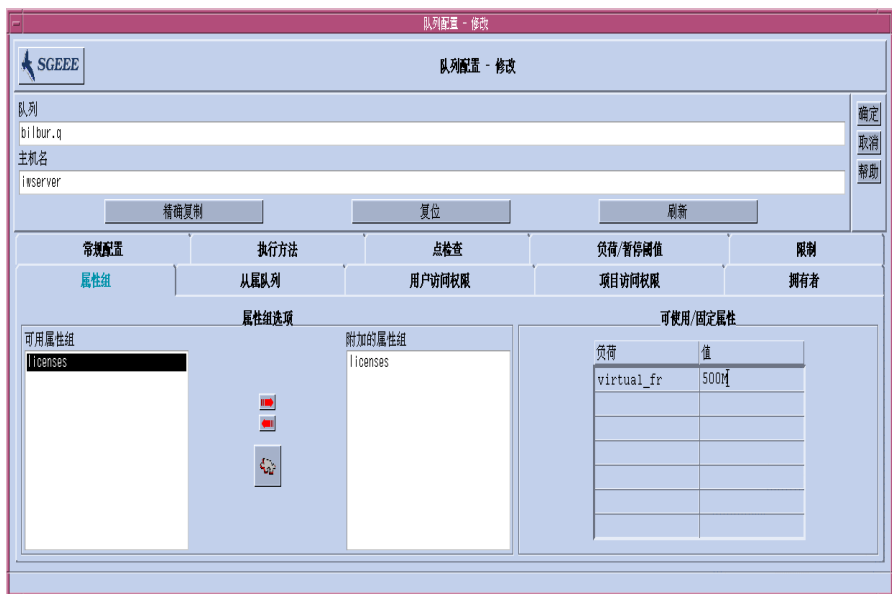 队列配置 - 修改
SGEEE
队列配置 - 修改
队列
bilbur.q
主机名
iwserver
确定
取消
帮助
精确复制 复位 刷新
常规配置 执行方法 点检查 负荷/暂停阈值 限制
属性组 从属队列 用户访问权限 项目访问权限 拥有者
属性组选项
可用属性组
licenses
附加的属性组
licenses
可使用/固定属性
负荷 值
virtual_fr 500M